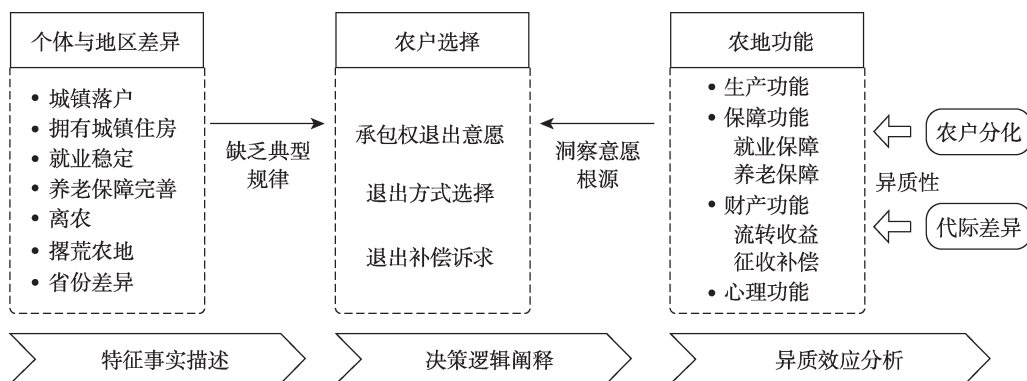 个体与地区差异
• 城镇落户
• 拥有城镇住房
• 就业稳定
• 养老保障完善
• 离农
• 撂荒农地
• 省份差异
缺乏典型
规律
农户选择
承包权退出意愿
退出方式选择
退出补偿诉求
洞察意愿
根源
农地功能
• 生产功能
• 保障功能
就业保障
养老保障
• 财产功能
流转收益
征收补偿
• 心理功能
农户分化
异质性
代际差异
特征事实描述
决策逻辑阐释
异质效应分析